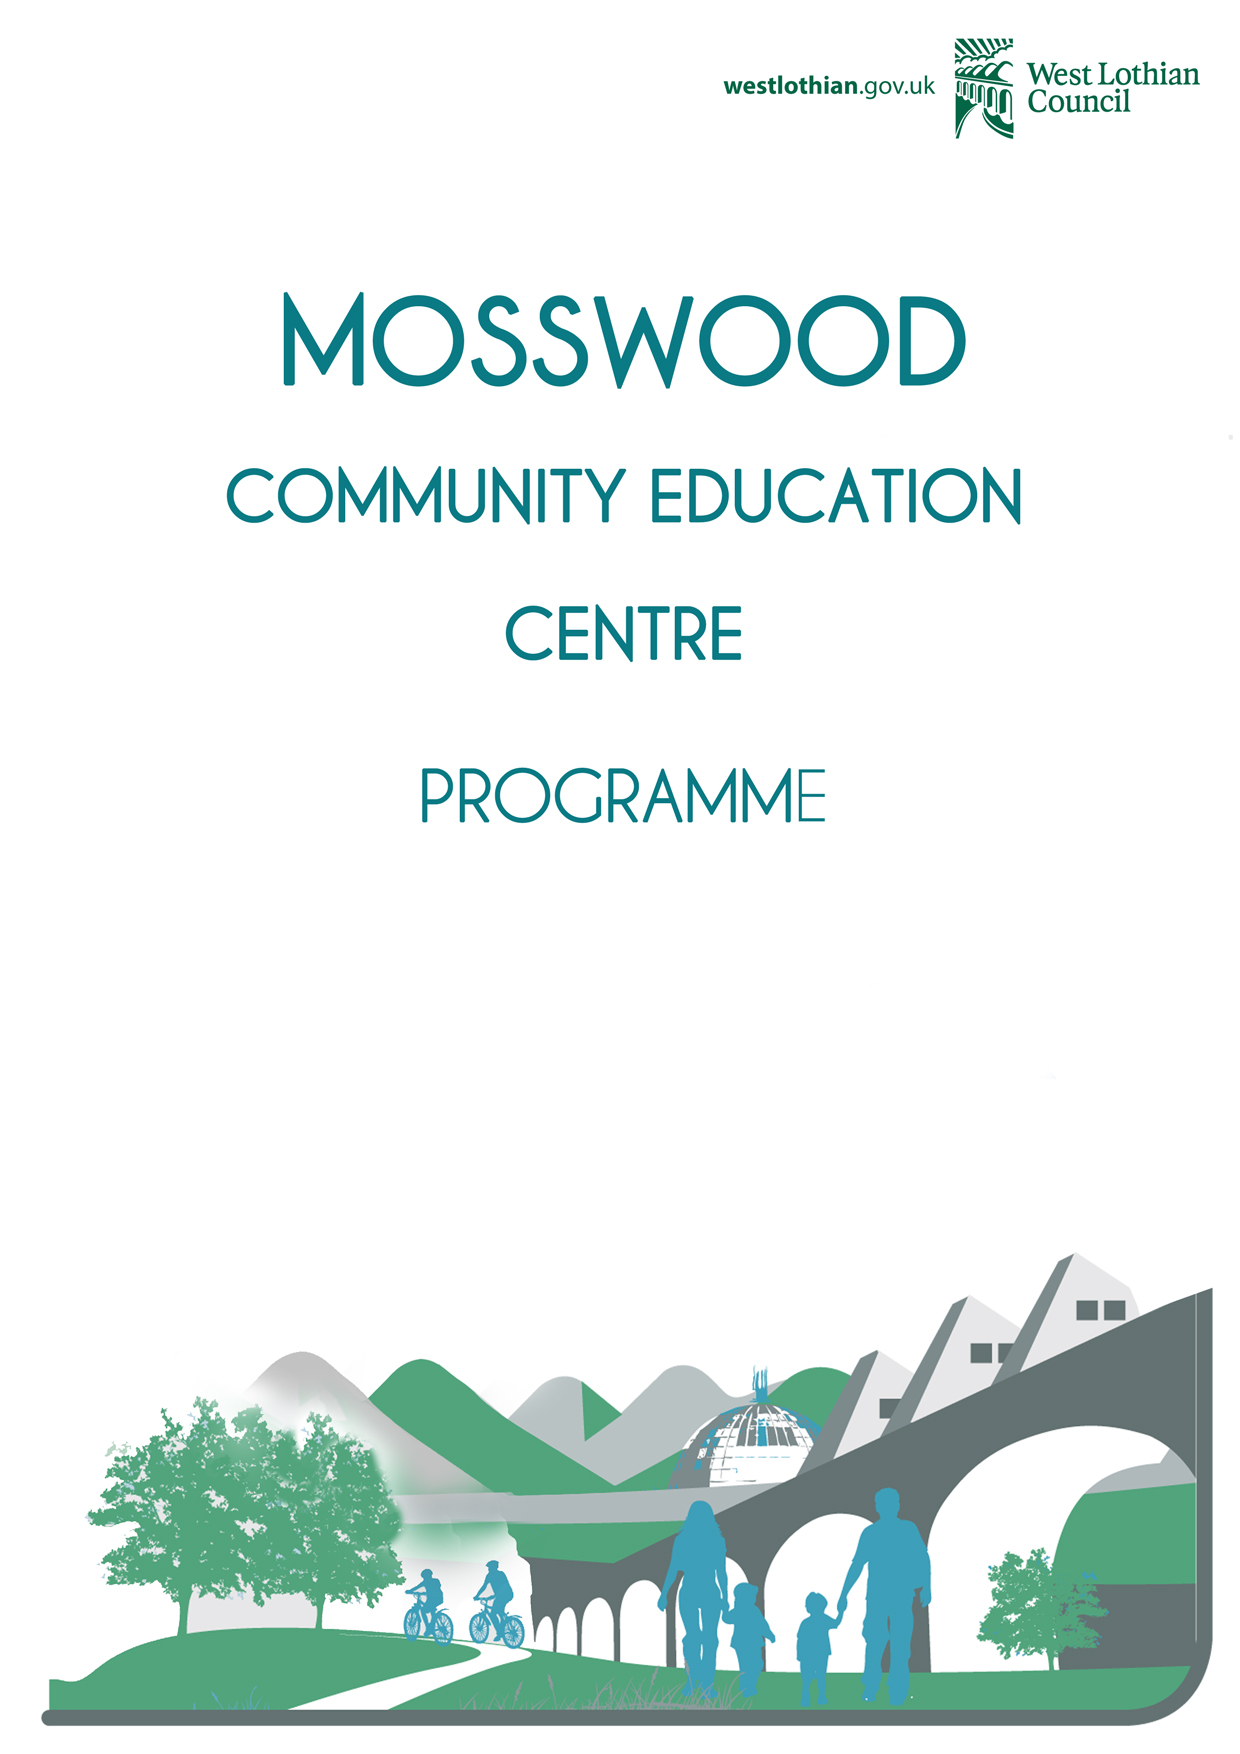 westlothian.gov.uk
West Lothian
Council
MOSSWOOD
COMMUNITY EDUCATION
CENTRE
PROGRAMME